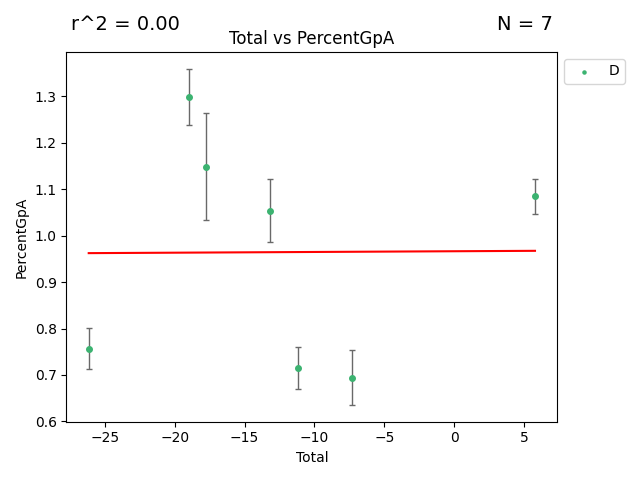 r^2 = 0.00
N = 7
Total vs PercentGpA
D
1.3
1.2
1.1
1.0
0.9
0.8
0.7
0.6
PercentGpA
−25
−20
−15
−10
−5
0
5
Total